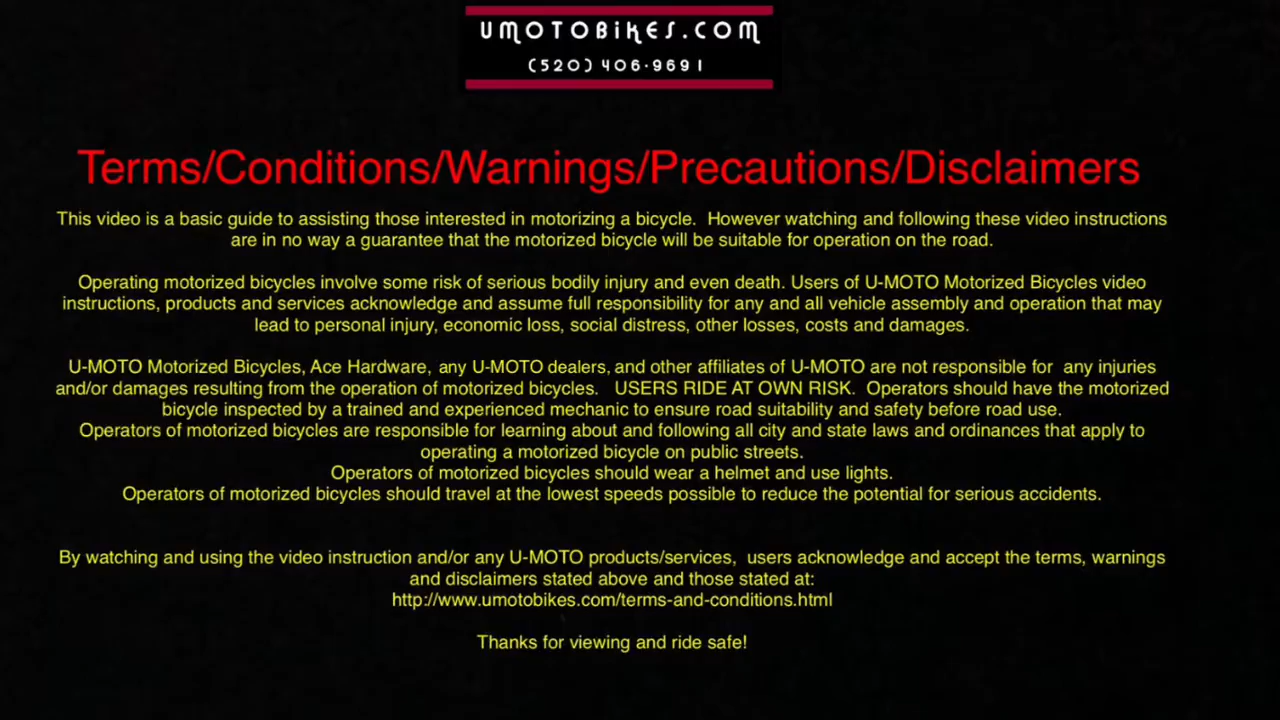 UMOTOBIKES.COM
(520) 406-9691
Terms/Conditions/Warnings/Precautions/Disclaimers
This video is a basic guide to assisting those interested in motorizing a bicycle.  However watching and following these video instructions
are in no way a guarantee that the motorized bicycle will be suitable for operation on the road.
Operating motorized bicycles involve some risk of serious bodily injury and even death. Users of U-MOTO Motorized Bicycles video
instructions, products and services acknowledge and assume full responsibility for any and all vehicle assembly and operation that may
lead to personal injury, economic loss, social distress, other losses, costs and damages.
U-MOTO Motorized Bicycles, Ace Hardware, any U-MOTO dealers, and other affiliates of U-MOTO are not responsible for  any injuries
and/or damages resulting from the operation of motorized bicycles.   USERS RIDE AT OWN RISK.  Operators should have the motorized
bicycle inspected by a trained and experienced mechanic to ensure road suitability and safety before road use.
Operators of motorized bicycles are responsible for learning about and following all city and state laws and ordinances that apply to
operating a motorized bicycle on public streets.
Operators of motorized bicycles should wear a helmet and use lights.
Operators of motorized bicycles should travel at the lowest speeds possible to reduce the potential for serious accidents.
By watching and using the video instruction and/or any U-MOTO products/services,  users acknowledge and accept the terms, warnings
and disclaimers stated above and those stated at:
http://www.umotobikes.com/terms-and-conditions.html
Thanks for viewing and ride safe!